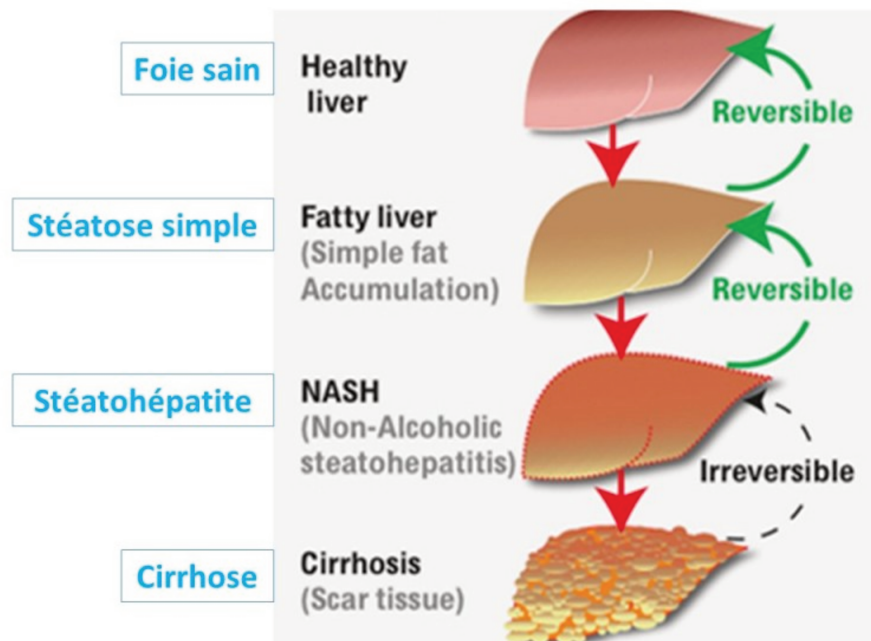 Foie sain
Healthy
liver
Reversible
Stéatose simple
Fatty liver
(Simple fat
Accumulation)
Reversible
Stéatohépatite
NASH
(Non-Alcoholic
steatohepatitis)
Irreversible
Cirrhose
Cirrhosis
(Scar tissue)